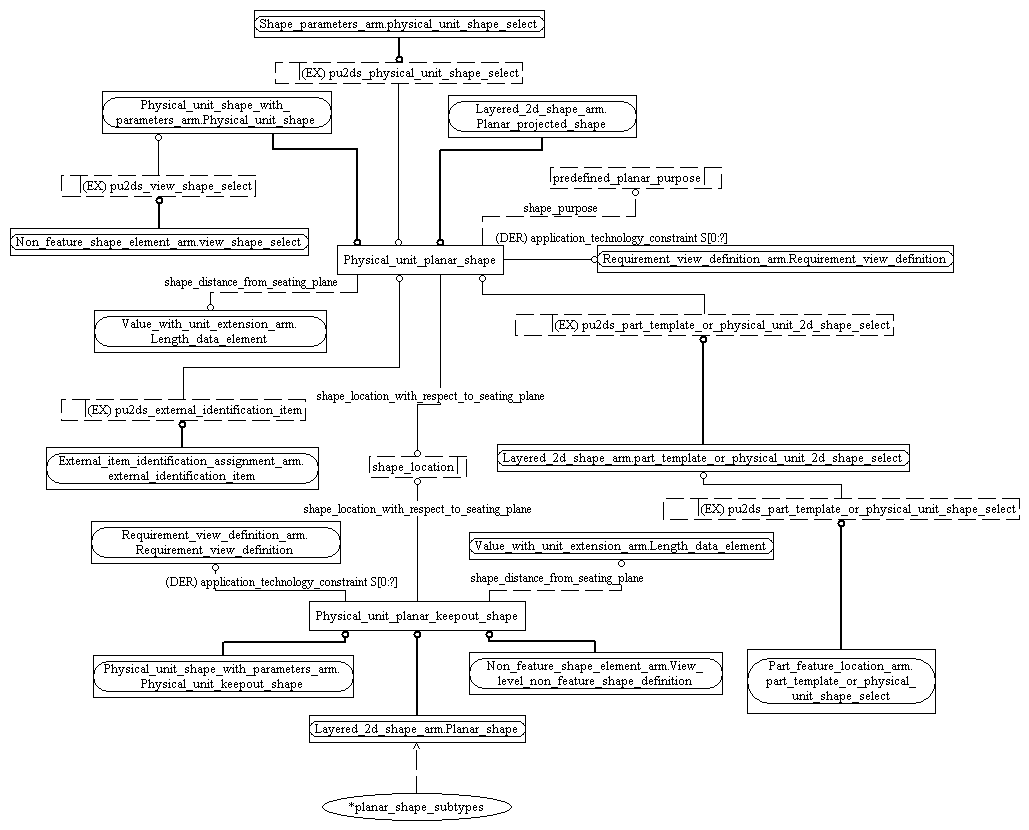 Shape_parameters_arm.physical_unit_shape_select
(EX) pu2ds_physical_unit_shape_select
Physical_unit_shape_with_
parameters_arm.Physical_unit_shape
Layered_2d_shape_arm.
Planar_projected_shape
(EX) pu2ds_view_shape_select
predefined_planar_purpose
shape_purpose
Non_feature_shape_element_arm.view_shape_select
(DER) application_technology_constraint S[0:?]
Physical_unit_planar_shape
Requirement_view_definition_arm.Requirement_view_definition
shape_distance_from_seating_plane
Value_with_unit_extension_arm.
Length_data_element
(EX) pu2ds_part_template_or_physical_unit_2d_shape_select
shape_location_with_respect_to_seating_plane
(EX) pu2ds_external_identification_item
External_item_identification_assignment_arm.
external_identification_item
shape_location
Layered_2d_shape_arm.part_template_or_physical_unit_2d_shape_select
shape_location_with_respect_to_seating_plane
(EX) pu2ds_part_template_or_physical_unit_shape_select
Requirement_view_definition_arm.
Requirement_view_definition
Value_with_unit_extension_arm.Length_data_element
(DER) application_technology_constraint S[0:?]
shape_distance_from_seating_plane
Physical_unit_planar_keepout_shape
Physical_unit_shape_with_parameters_arm.
Physical_unit_keepout_shape
Non_feature_shape_element_arm.View_
level_non_feature_shape_definition
Part_feature_location_arm.
part_template_or_physical_
unit_shape_select
Layered_2d_shape_arm.Planar_shape
*planar_shape_subtypes